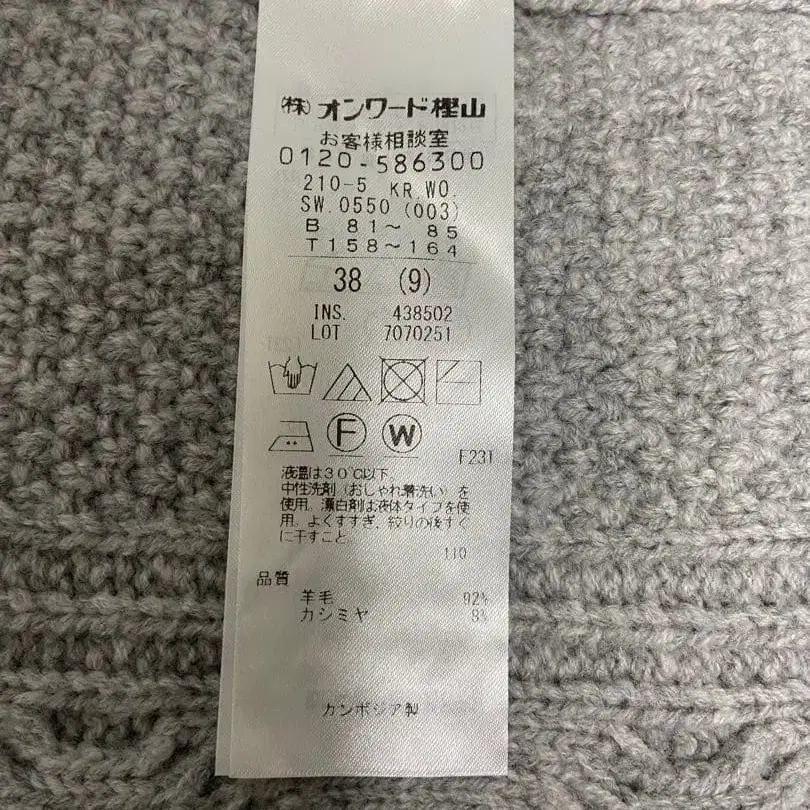 (株)オンワード樫山
お客様相談室
0120-586300
210-5 KR.WO.
SW.0550 (003)
B 81～ 85
T158～164
38 (9)
INS. 438502
LOT 7070251
F W
F231
液温は30℃以下、
中性洗剤（おしゃれ着洗い）を
使用。漂白剤は液体タイプを使
用。よくすすぎ、絞りの後すぐ
に干すこと
110
品質
羊毛 92%
カシミヤ
カンボジア製